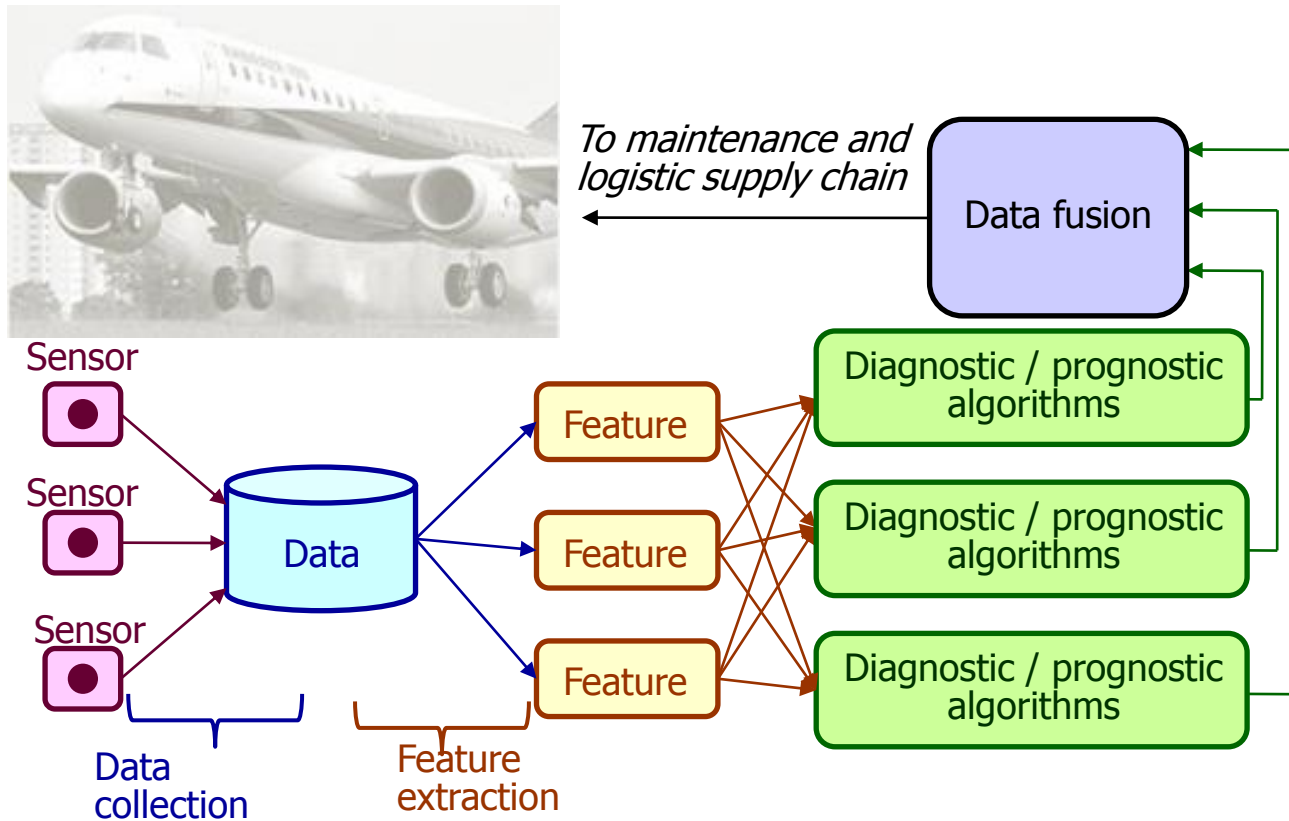 To maintenance and
logistic supply chain
Data fusion
Sensor
Sensor
Sensor
Data
Feature
Feature
Feature
Diagnostic / prognostic
algorithms
Diagnostic / prognostic
algorithms
Diagnostic / prognostic
algorithms
Data
collection
Feature
extraction